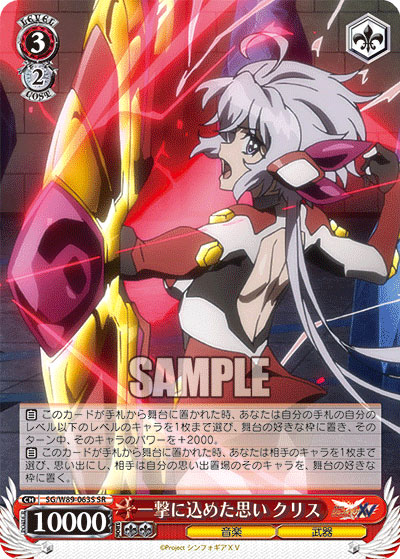 LEVEL
3
2
COST
SAMPLE
自 このカードが手札から舞台に置かれた時、あなたは自分の手札の自分の
レベル以下のレベルのキャラを1枚まで選び、舞台の好きな枠に置き、その
ターン中、そのキャラのパワーを+2000。
自 このカードが手札から舞台に置かれた時、あなたは相手のキャラを1枚まで
選び、思い出にし、相手は自分の思い出置場のそのキャラを、舞台の好きな枠
に置く。
CH
SG/W89-063S SR
10000
一撃に込めた思い クリス
音楽
武器
©Project シンフォギアXV